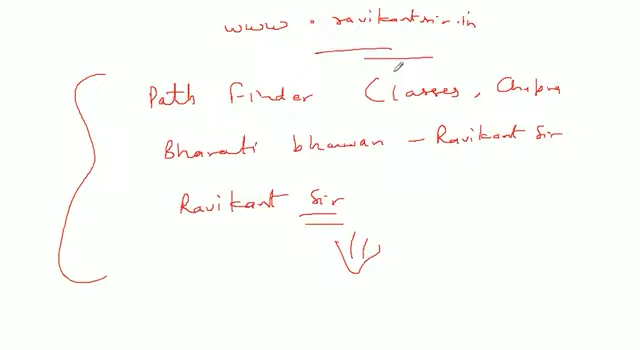 www.ravikantsir.in
Path Finder Classes, Chapra
Bharati bhawan - Ravikant Sir
Ravikant Sir